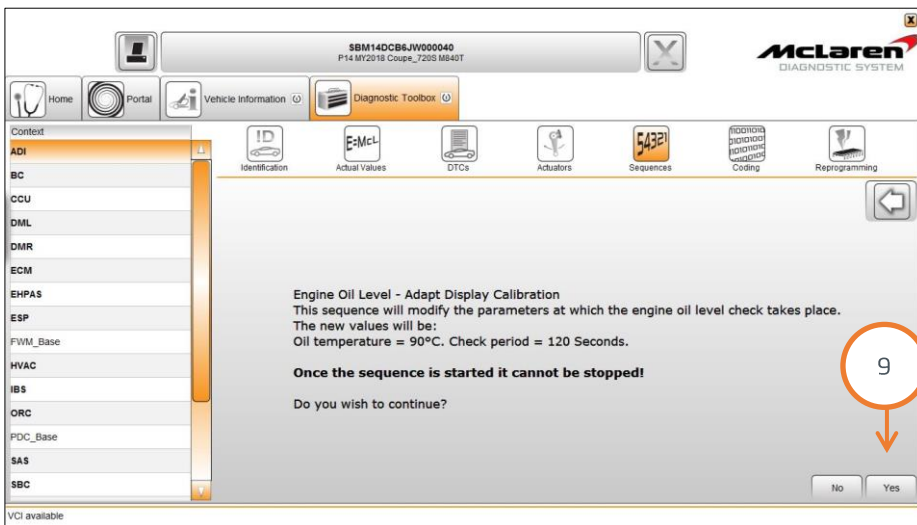 X
SBM14DCB6JW000040
P14 MY2018 Coupe_720S M840T
McLaren
DIAGNOSTIC SYSTEM
Home
Portal
Vehicle Information
Diagnostic Toolbox
Context
ADI
BC
CCU
DML
DMR
ECM
EHPAS
ESP
FWM_Base
HVAC
IBS
ORC
PDC_Base
SAS
SBC
ID
Identification
E=McL
Actual Values
DTCs
Actuators
54321
Sequences
Coding
Reprogramming
Engine Oil Level - Adapt Display Calibration
This sequence will modify the parameters at which the engine oil level check takes place.
The new values will be:
Oil temperature = 90°C. Check period = 120 Seconds.
Once the sequence is started it cannot be stopped!
Do you wish to continue?
9
No
Yes
VCI available